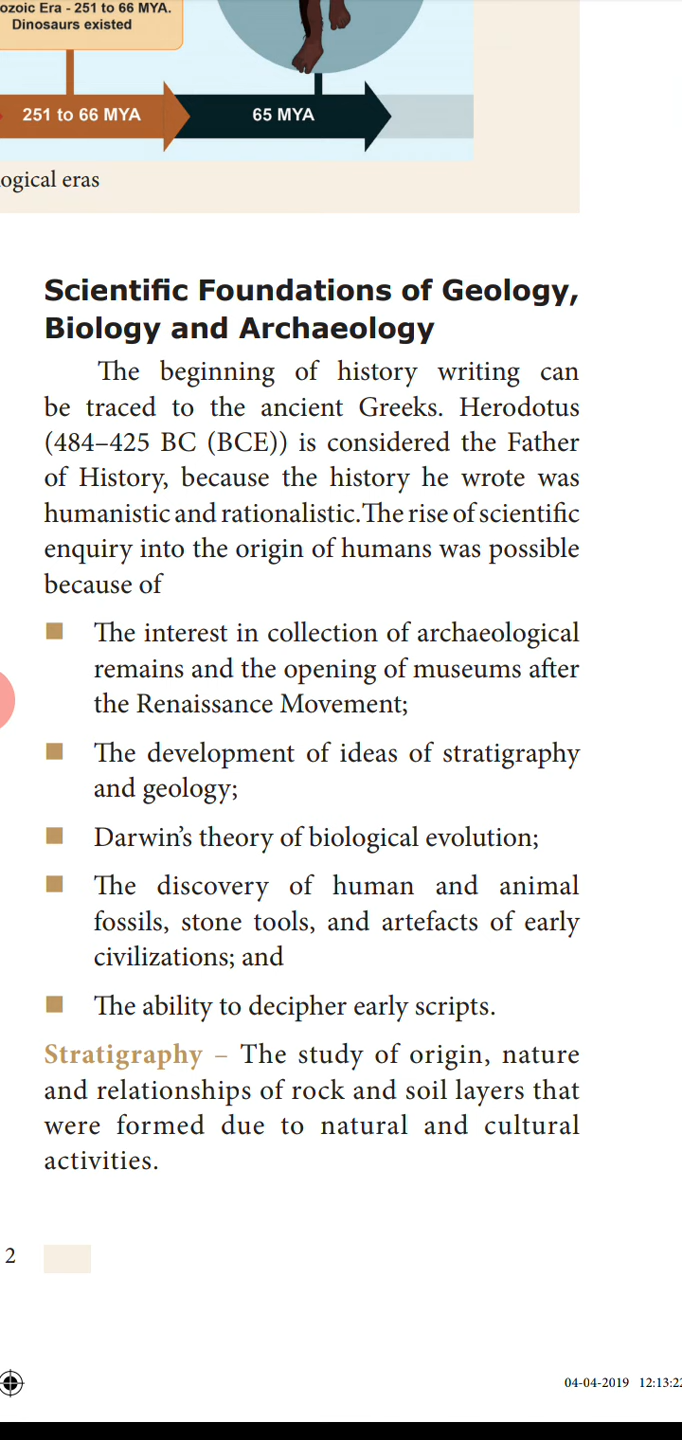 ozoic Era - 251 to 66 MYA.
Dinosaurs existed
251 to 66 MYA
65 MYA
ogical eras
Scientific Foundations of Geology,
Biology and Archaeology
The beginning of history writing can
be traced to the ancient Greeks. Herodotus
(484–425 BC (BCE)) is considered the Father
of History, because the history he wrote was
humanistic and rationalistic.The rise of scientific
enquiry into the origin of humans was possible
because of
■ The interest in collection of archaeological
remains and the opening of museums after
the Renaissance Movement;
■ The development of ideas of stratigraphy
and geology;
■ Darwin’s theory of biological evolution;
■ The discovery of human and animal
fossils, stone tools, and artefacts of early
civilizations; and
■ The ability to decipher early scripts.
Stratigraphy – The study of origin, nature
and relationships of rock and soil layers that
were formed due to natural and cultural
activities.
2
04-04-2019 12:13:22